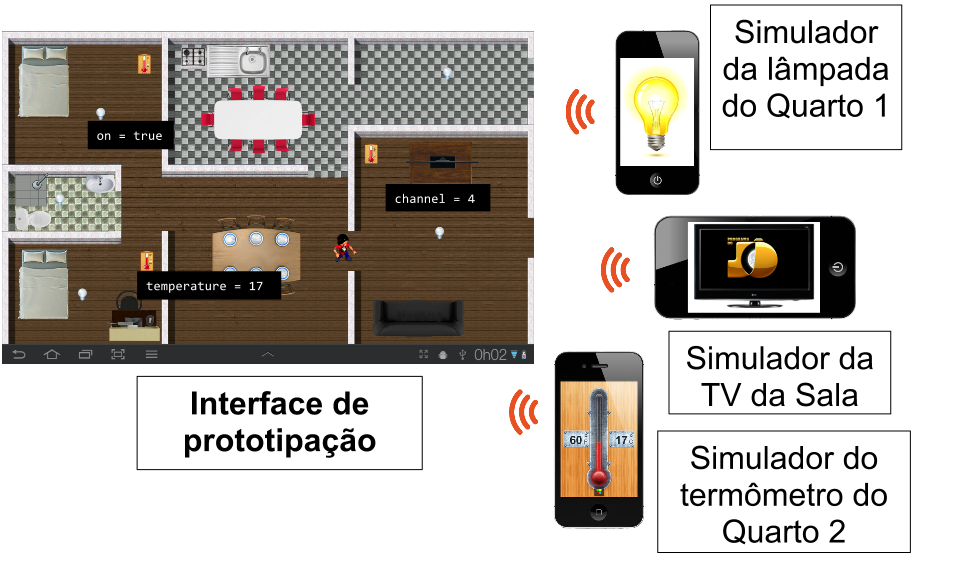 on = true
channel = 4
temperature = 17
0h02
Interface de
prototipação
Simulador
da lâmpada
do Quarto 1
Simulador da
TV da Sala
60 17
Simulador do
termômetro do
Quarto 2